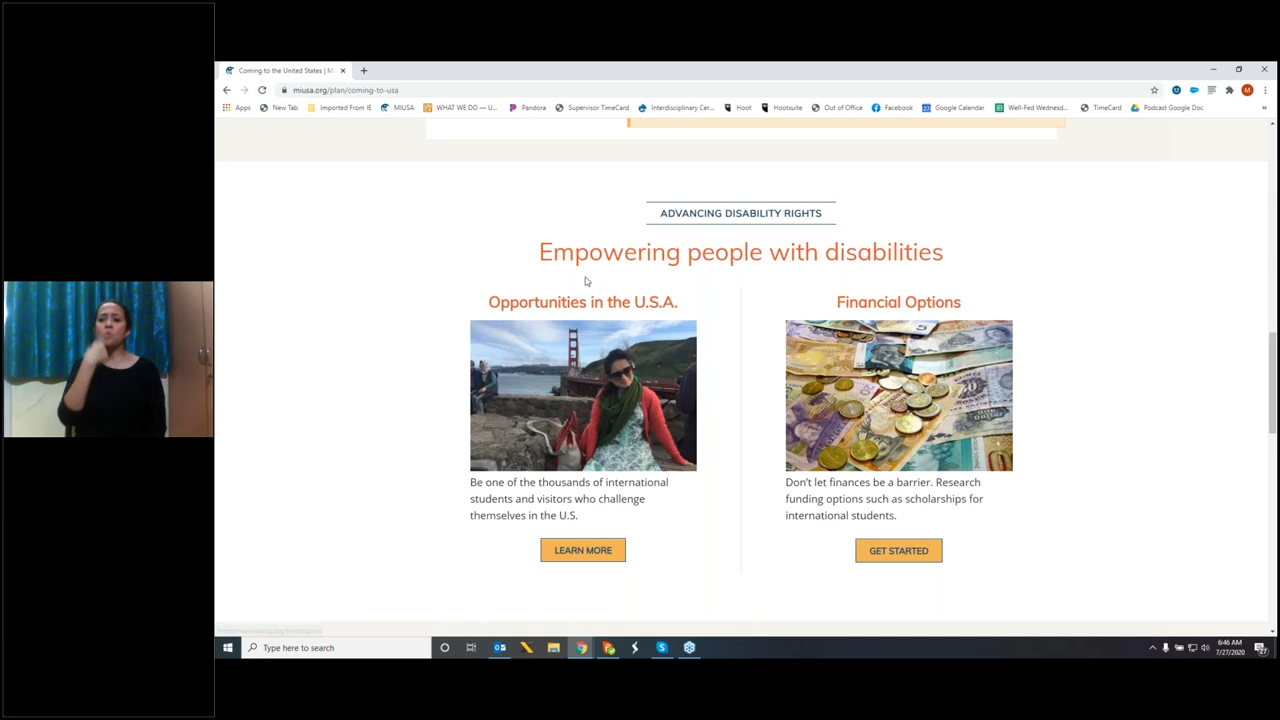 Coming to the United States | M
miusa.org/plan/coming-to-usa
Apps New Tab Imported From IE MIUSA WHAT WE DO — U... Pandora Supervisor TimeCard Interdisciplinary Cer... Hoot Hootsuite Out of Office Facebook Google Calendar Well-Fed Wednesd... TimeCard Podcast Google Doc
ADVANCING DISABILITY RIGHTS
Empowering people with disabilities
Opportunities in the U.S.A.
Be one of the thousands of international
students and visitors who challenge
themselves in the U.S.
LEARN MORE
Financial Options
Don't let finances be a barrier. Research
funding options such as scholarships for
international students.
GET STARTED
Type here to search
6:46 AM
7/27/2020